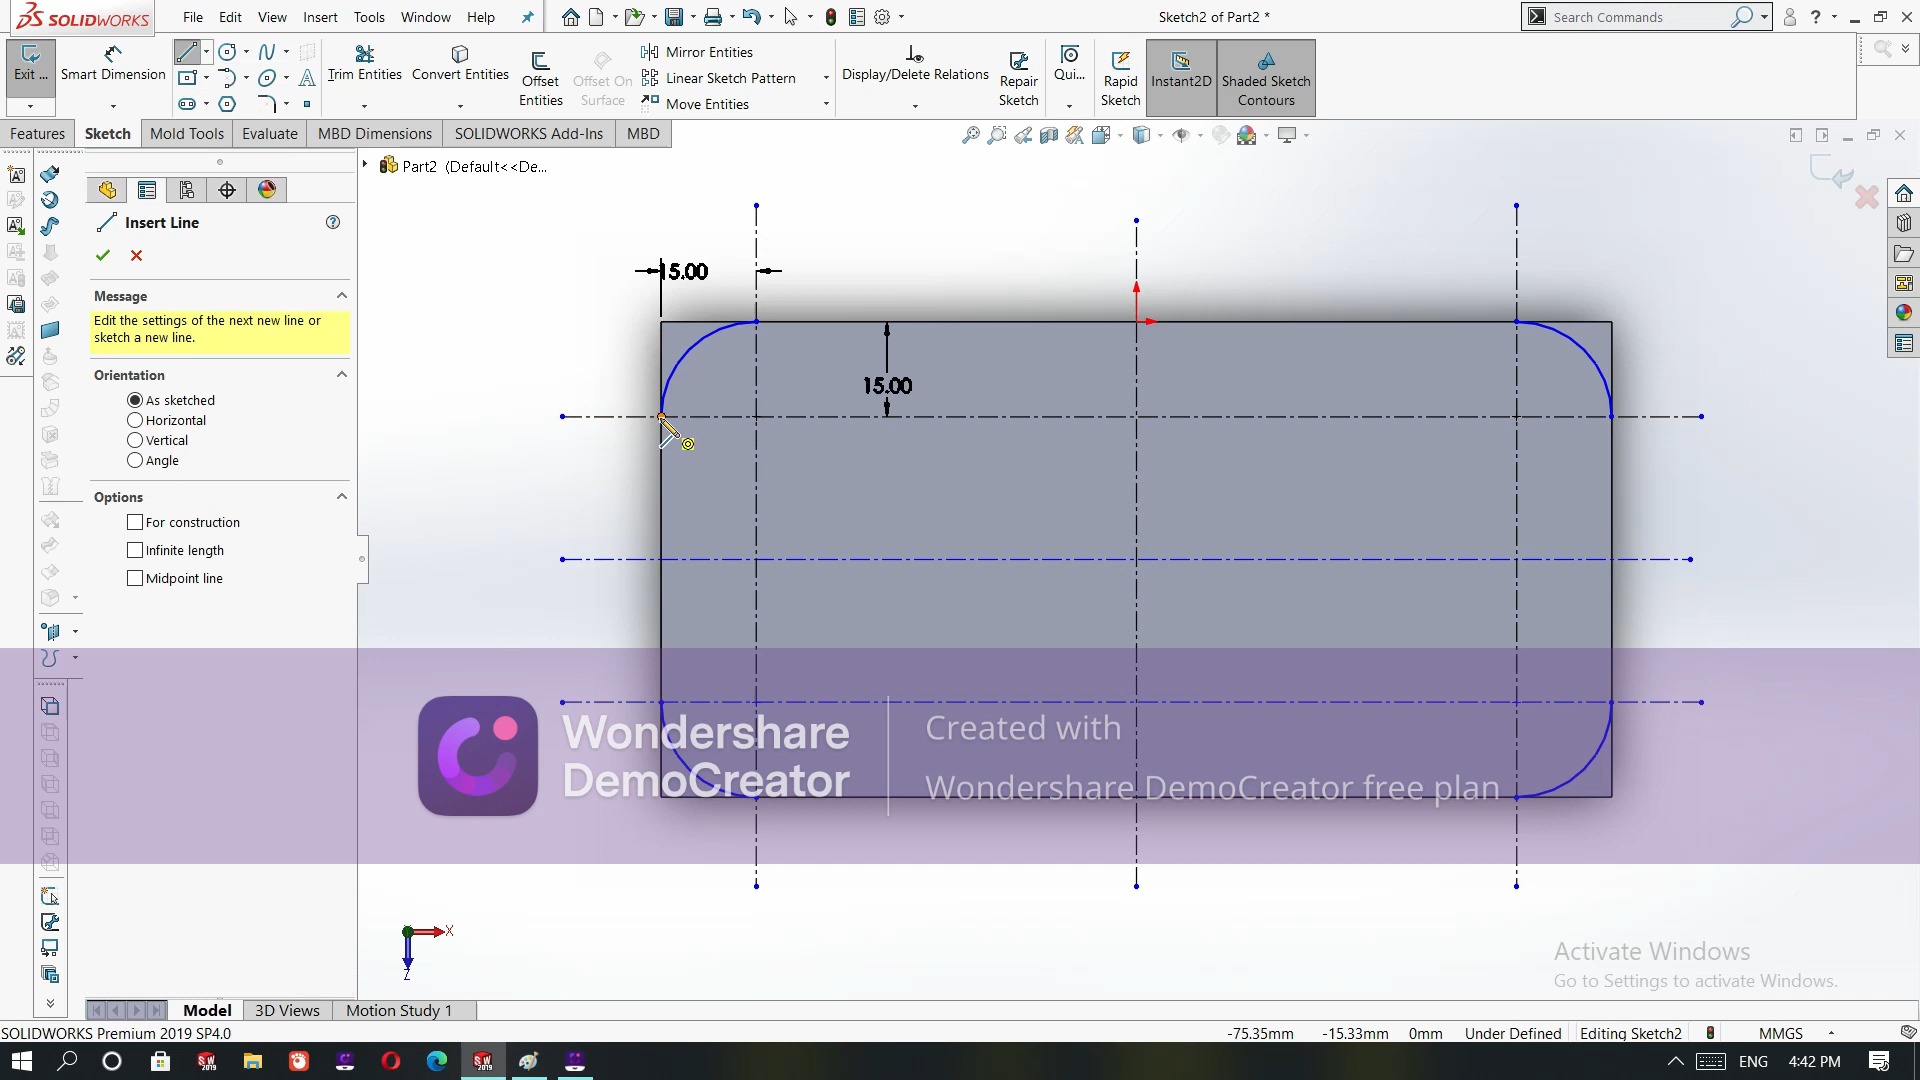 SOLIDWORKS
File Edit View Insert Tools Window Help
Sketch2 of Part2 *
Search Commands
Exit ...
Smart Dimension
Trim Entities
Convert Entities
Offset Entities
Offset On Surface
Mirror Entities
Linear Sketch Pattern
Move Entities
Display/Delete Relations
Repair Sketch
Qui...
Rapid Sketch
Instant2D
Shaded Sketch Contours
Features Sketch Mold Tools Evaluate MBD Dimensions SOLIDWORKS Add-Ins MBD
Part2 (Default<<De...
Insert Line
Message
Edit the settings of the next new line or
sketch a new line.
Orientation
As sketched
Horizontal
Vertical
Angle
Options
For construction
Infinite length
Midpoint line
15.00
15.00
Wondershare
DemoCreator
Created with
Wondershare DemoCreator free plan
X
Z
Activate Windows
Go to Settings to activate Windows.
Model 3D Views Motion Study 1
SOLIDWORKS Premium 2019 SP4.0
-75.35mm -15.33mm 0mm Under Defined Editing Sketch2 MMGS
ENG 4:42 PM